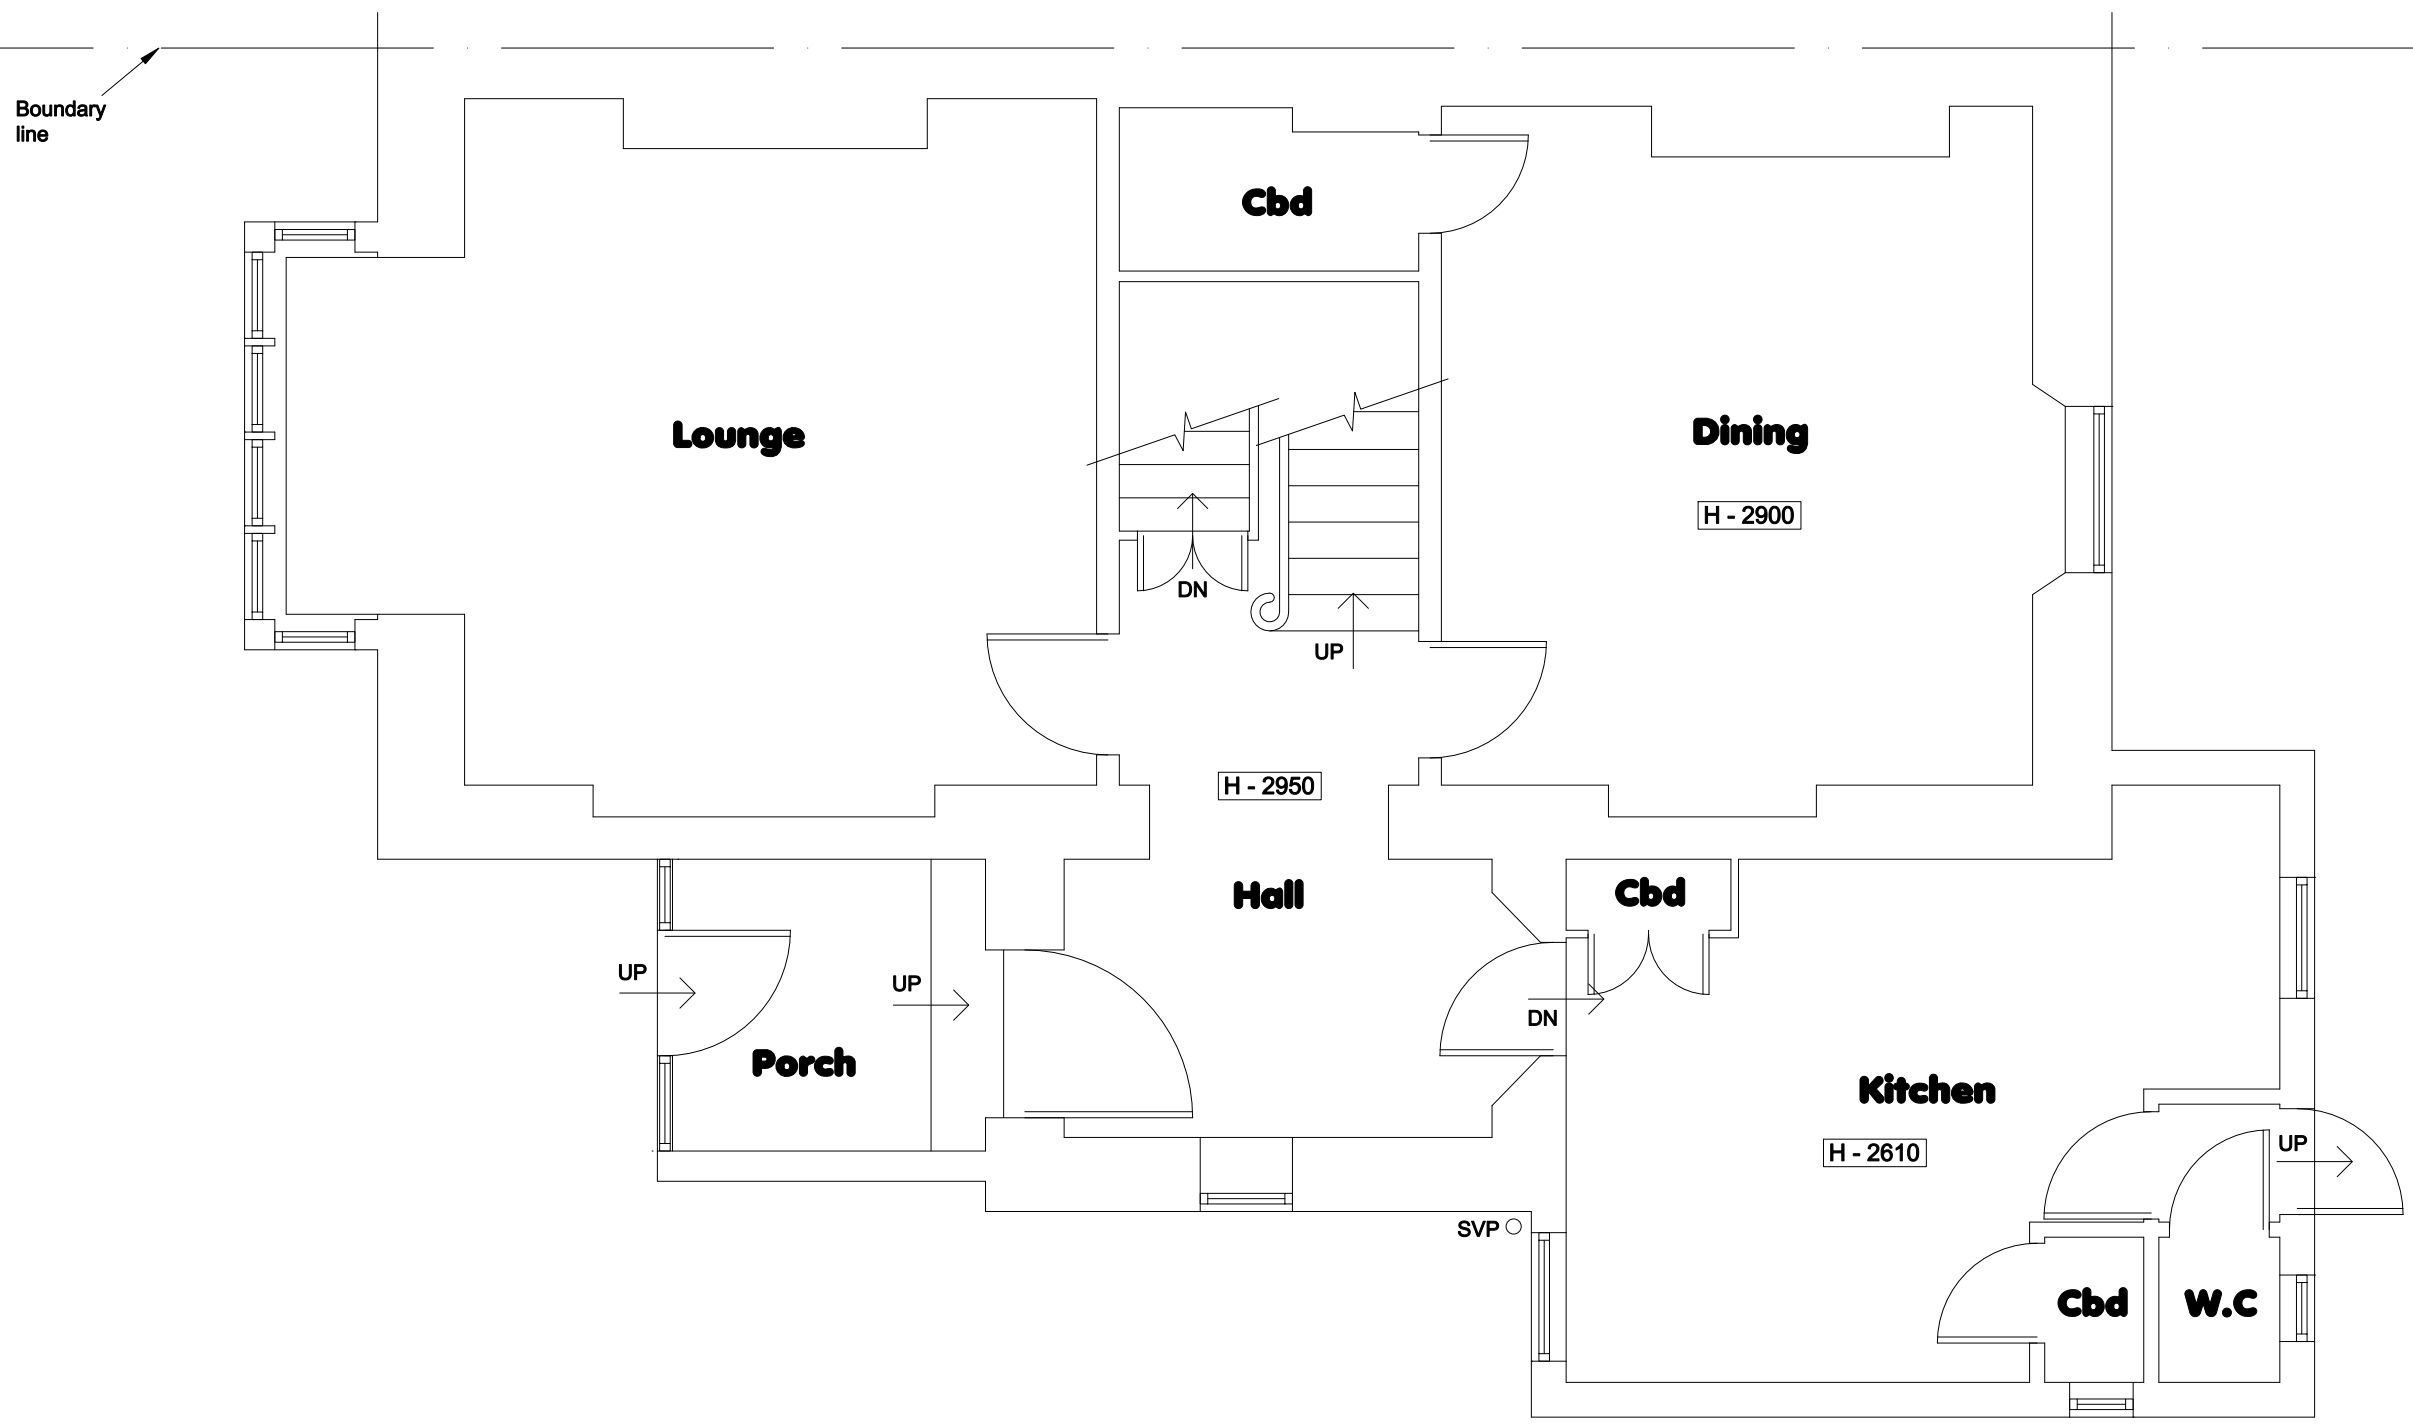 Boundary
line
Cbd
Lounge
Dining
H - 2900
DN
UP
H - 2950
Hall
Cbd
UP
UP
DN
Porch
Kitchen
H - 2610
UP
SVP
Cbd
W.C